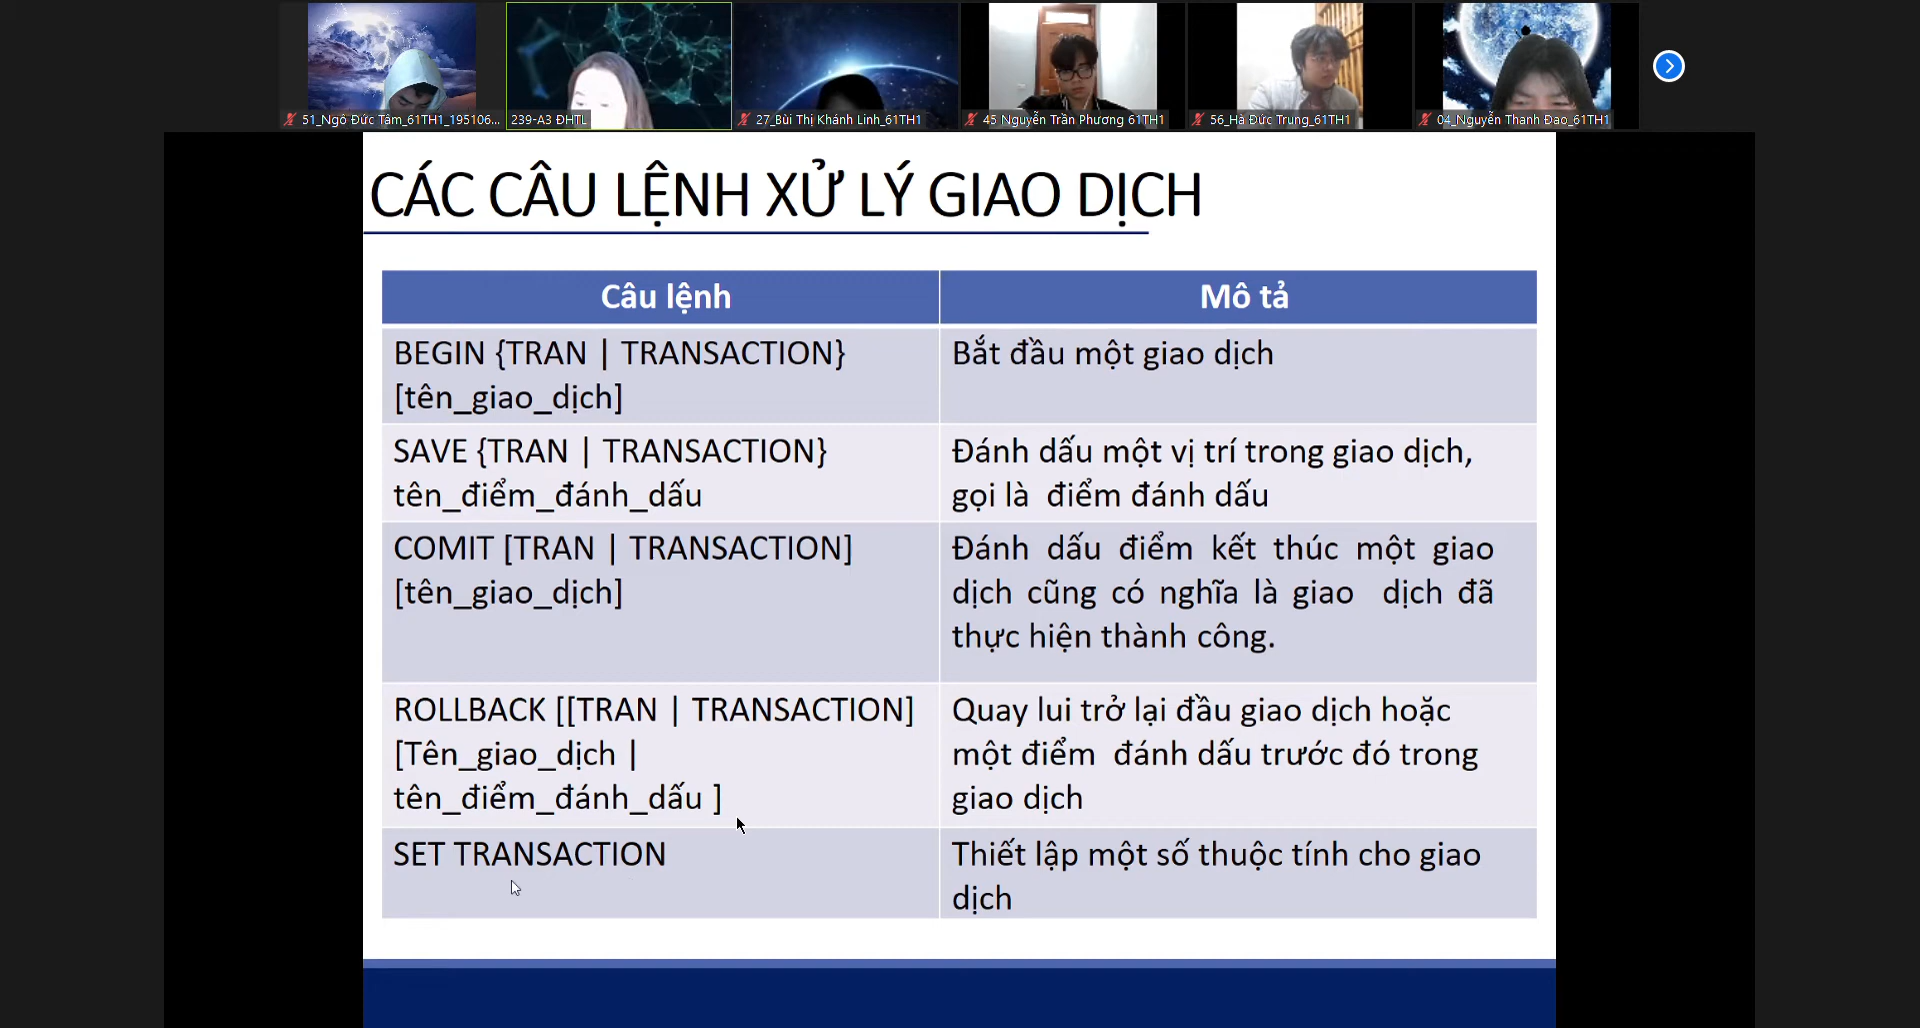 51_Ngô Đức Tâm_61TH1_195106...
239-A3 ĐHTL
27_Bùi Thị Khánh Linh_61TH1
45 Nguyễn Trần Phương 61TH1
56_Hà Đức Trung_61TH1
04_Nguyễn Thanh Đạo_61TH1
CÁC CÂU LỆNH XỬ LÝ GIAO DỊCH
Câu lệnh
Mô tả
BEGIN {TRAN | TRANSACTION}
[tên_giao_dịch]
Bắt đầu một giao dịch
SAVE {TRAN | TRANSACTION}
tên_điểm_đánh_dấu
Đánh dấu một vị trí trong giao dịch,
gọi là điểm đánh dấu
COMIT [TRAN | TRANSACTION]
[tên_giao_dịch]
Đánh dấu điểm kết thúc một giao
dịch cũng có nghĩa là giao dịch đã
thực hiện thành công.
ROLLBACK [[TRAN | TRANSACTION]
[Tên_giao_dịch |
tên_điểm_đánh_dấu ]
Quay lui trở lại đầu giao dịch hoặc
một điểm đánh dấu trước đó trong
giao dịch
SET TRANSACTION
Thiết lập một số thuộc tính cho giao
dịch